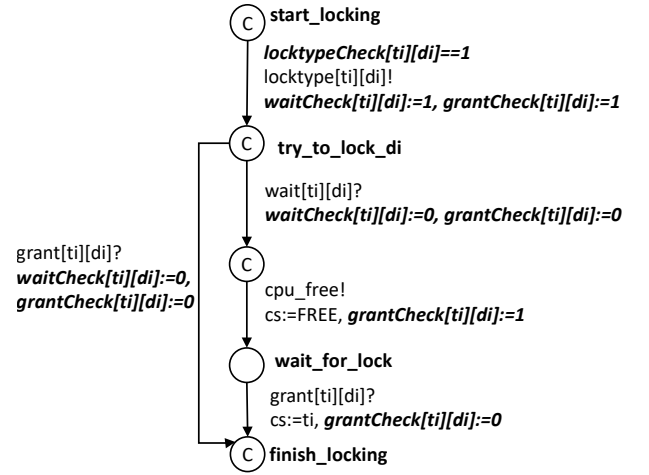 C start_locking
locktypeCheck[ti][di]==1
locktype[ti][di]!
waitCheck[ti][di]:=1, grantCheck[ti][di]:=1
C try_to_lock_di
wait[ti][di]?
waitCheck[ti][di]:=0, grantCheck[ti][di]:=0
grant[ti][di]?
waitCheck[ti][di]:=0,
grantCheck[ti][di]:=0
C
cpu_free!
cs:=FREE, grantCheck[ti][di]:=1
wait_for_lock
grant[ti][di]?
cs:=ti, grantCheck[ti][di]:=0
C finish_locking